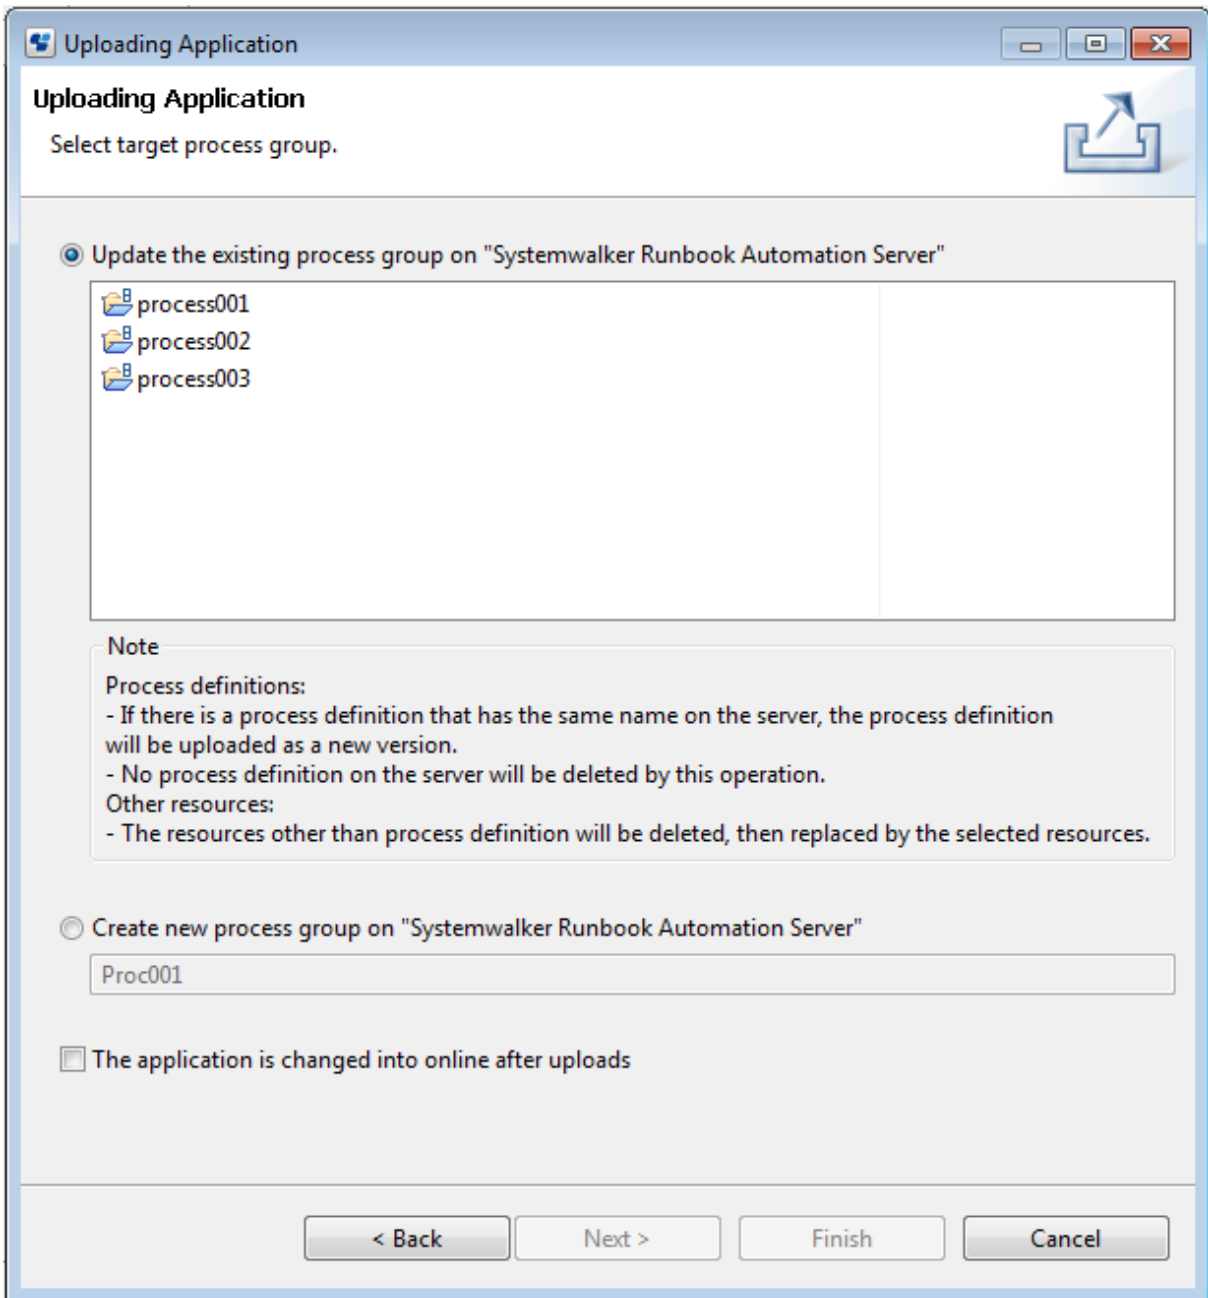 Uploading Application
Uploading Application
Select target process group.
Update the existing process group on "Systemwalker Runbook Automation Server"
process001
process002
process003
Note
Process definitions:
- If there is a process definition that has the same name on the server, the process definition
will be uploaded as a new version.
- No process definition on the server will be deleted by this operation.
Other resources:
- The resources other than process definition will be deleted, then replaced by the selected resources.
Create new process group on "Systemwalker Runbook Automation Server"
Proc001
The application is changed into online after uploads
< Back
Next >
Finish
Cancel